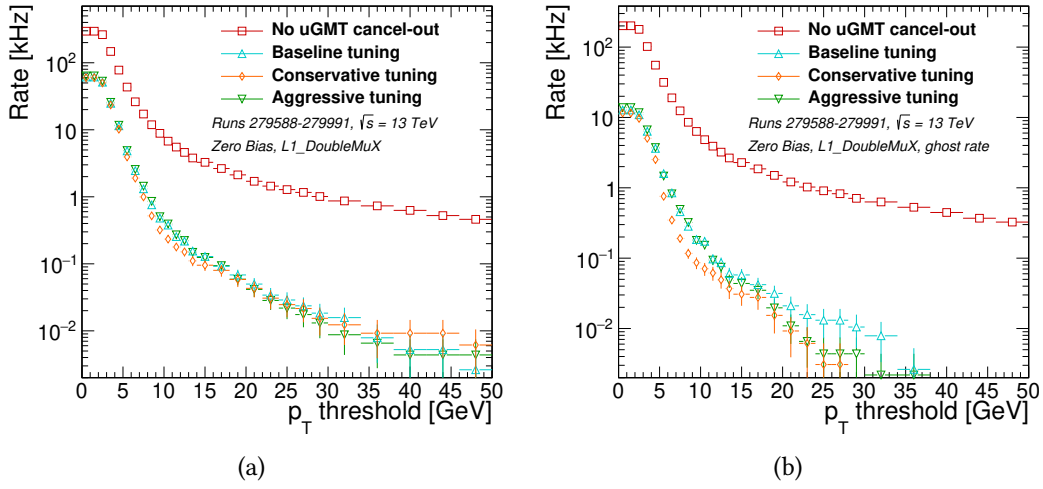 Rate [kHz]
10²
10
1
10⁻¹
10⁻²
No uGMT cancel-out
Baseline tuning
Conservative tuning
Aggressive tuning
Runs 279588-279991, √s = 13 TeV
Zero Bias, L1_DoubleMuX
0 5 10 15 20 25 30 35 40 45 50
p_T threshold [GeV]
(a)
Rate [kHz]
10²
10
1
10⁻¹
10⁻²
No uGMT cancel-out
Baseline tuning
Conservative tuning
Aggressive tuning
Runs 279588-279991, √s = 13 TeV
Zero Bias, L1_DoubleMuX, ghost rate
0 5 10 15 20 25 30 35 40 45 50
p_T threshold [GeV]
(b)